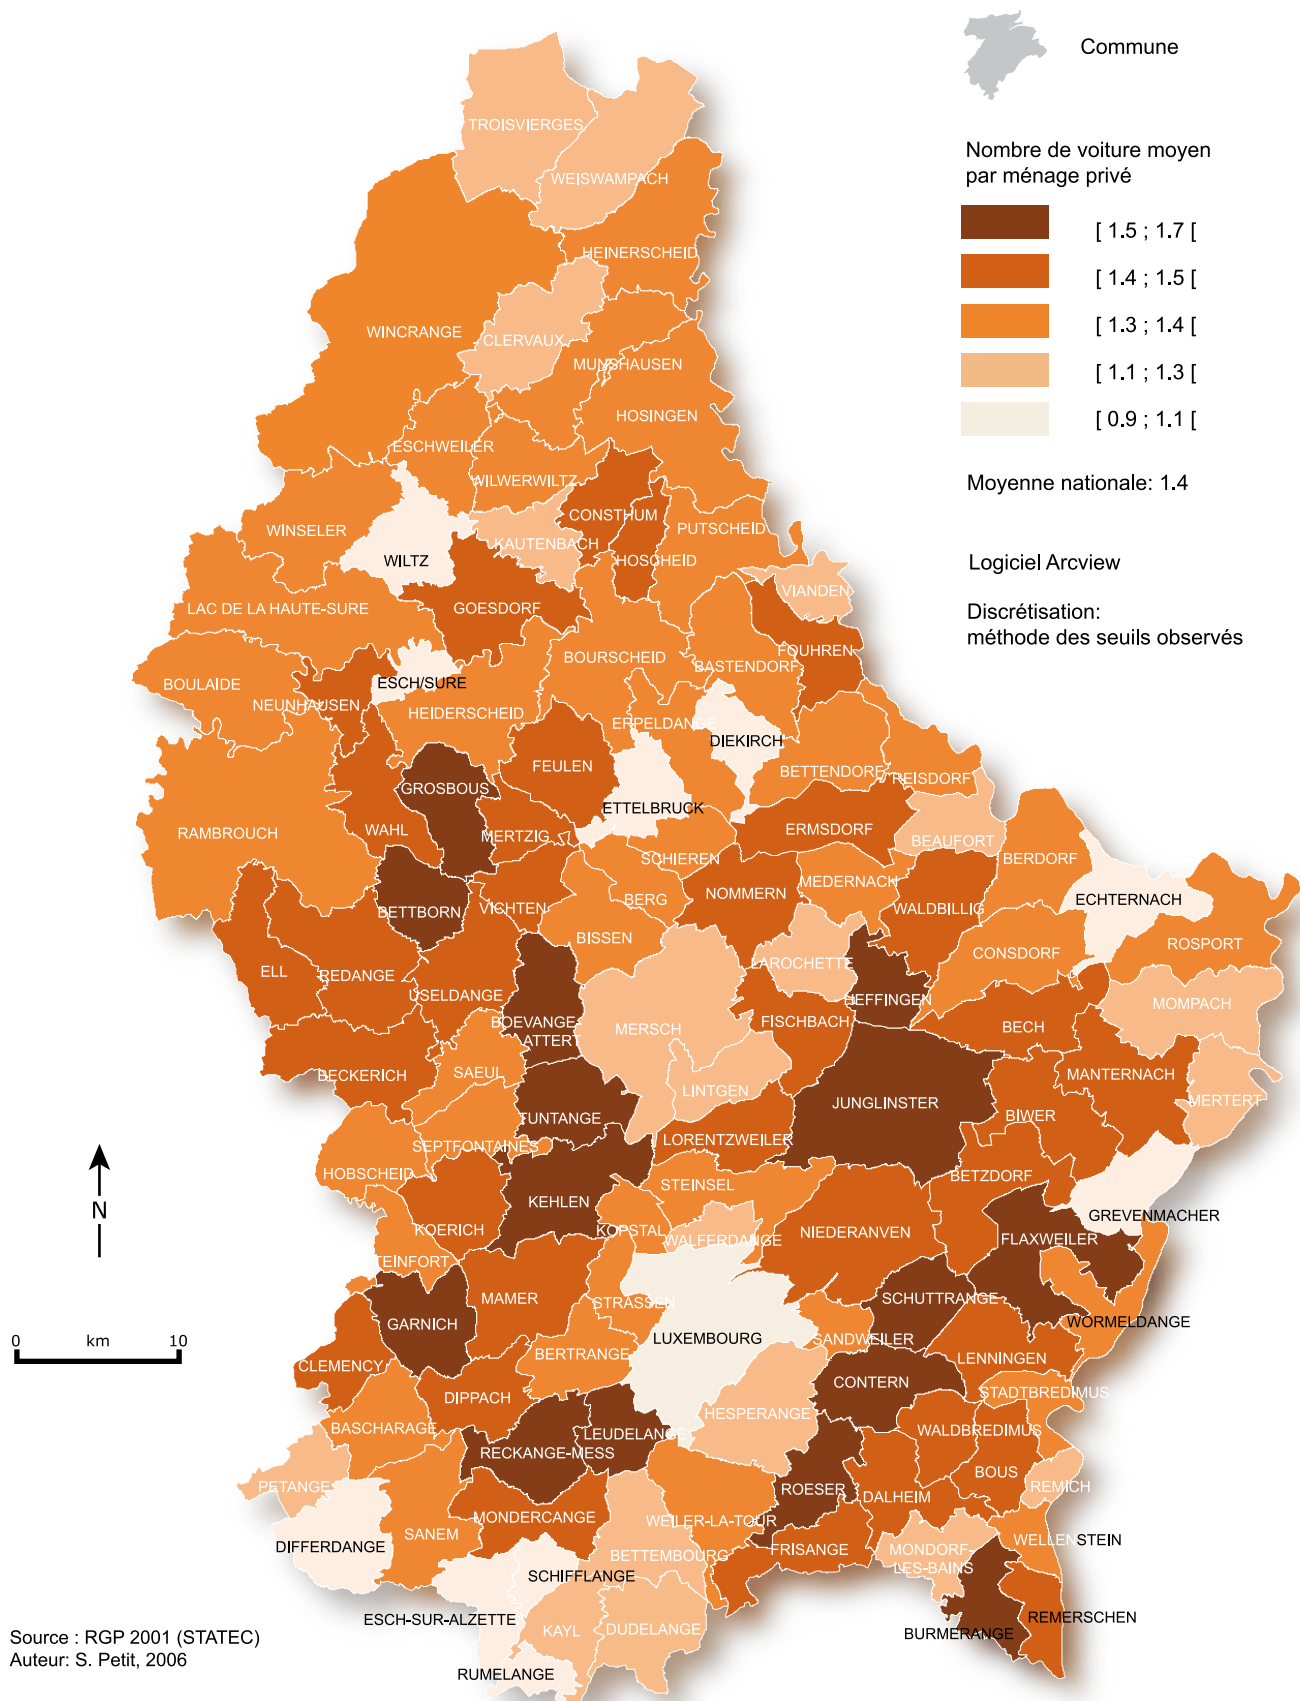 Commune
Nombre de voiture moyen
par ménage privé
[ 1.5 ; 1.7 [
[ 1.4 ; 1.5 [
[ 1.3 ; 1.4 [
[ 1.1 ; 1.3 [
[ 0.9 ; 1.1 [
Moyenne nationale: 1.4
Logiciel Arcview
Discrétisation:
méthode des seuils observés
TROISVIERGES
WEISWAMPACH
HEINERSCHEID
WINCRANGE
CLERVAUX
MUNSHAUSEN
HOSINGEN
ESCHWEILER
WILWERWILTZ
CONSTHUM
WINSELER
PUTSCHEID
KAUTENBACH
WILTZ
HOSCHEID
VIANDEN
LAC DE LA HAUTE-SURE
GOESDORF
FOUHREN
BOURSCHEID
BASTENDORF
BOULAIDE
ESCH/SURE
NEUNHAUSEN
HEIDERSCHEID
ERPELDANGE
DIEKIRCH
FEULEN
BETTENDORF
REISDORF
GROSBOUS
ETTELBRUCK
RAMBROUCH
WAHL
MERTZIG
ERMSDORF
BEAUFORT
SCHIEREN
BERDORF
MEDERNACH
NOMMERN
BERG
ECHTERNACH
BETTBORN
VICHTEN
WALDBILLIG
BISSEN
ROSPORT
CONSDORF
LAROCHETTE
ELL
REDANGE
USELDANGE
HEFFINGEN
MOMPACH
BOEVANGE-
ATTERT
MERSCH
FISCHBACH
BECH
BECKERICH
SAEUL
MANTERNACH
LINTGEN
JUNGLINSTER
MERTERT
TUNTANGE
BIWER
SEPTFONTAINES
LORENTZWEILER
HOBSCHEID
BETZDORF
STEINSEL
KEHLEN
N
GREVENMACHER
KOERICH
KOPSTAL
WALFERDANGE
NIEDERANVEN
FLAXWEILER
TEINFORT
MAMER
STRASSEN
SCHUTTRANGE
GARNICH
WORMELDANGE
LUXEMBOURG
SANDWEILER
0 km 10
BERTRANGE
LENNINGEN
CLEMENCY
CONTERN
DIPPACH
STADTBREDIMUS
HESPERANGE
BASCHARAGE
LEUDELANGE
WALDBREDIMUS
RECKANGE-MESS
BOUS
PETANGE
ROESER
REMICH
DALHEIM
MONDERCANGE
WEILER-LA-TOUR
SANEM
WELLENSTEIN
DIFFERDANGE
FRISANGE
MONDORF-
LES-BAINS
BETTEMBOURG
SCHIFFLANGE
ESCH-SUR-ALZETTE
REMERSCHEN
KAYL
DUDELANGE
BURMERANGE
RUMELANGE
Source : RGP 2001 (STATEC)
Auteur: S. Petit, 2006